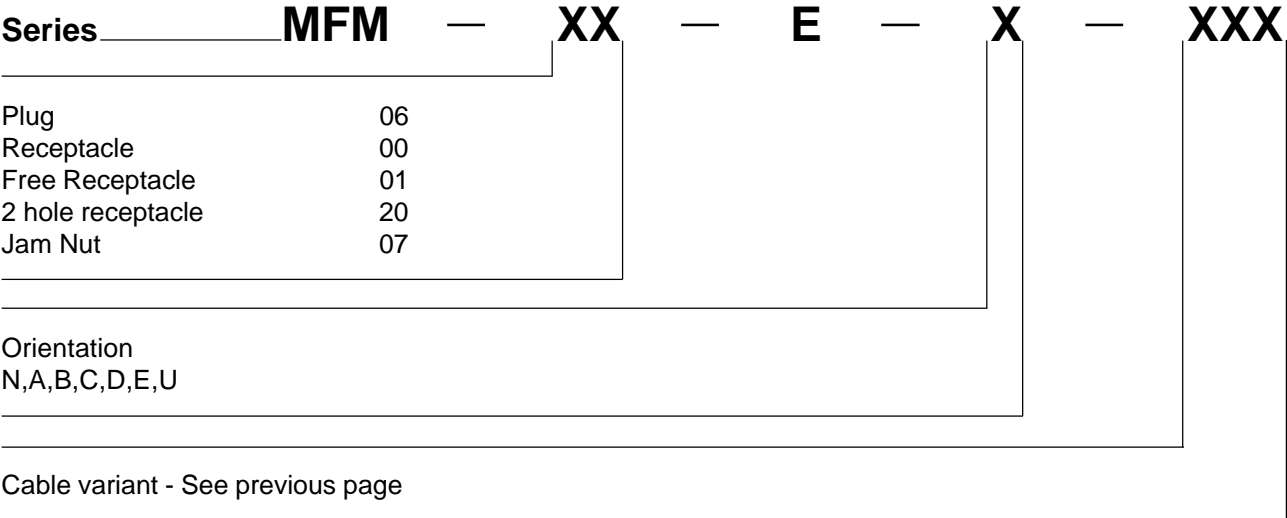 Series MFM — XX — E — X — XXX
Plug 06
Receptacle 00
Free Receptacle 01
2 hole receptacle 20
Jam Nut 07
Orientation
N,A,B,C,D,E,U
Cable variant - See previous page